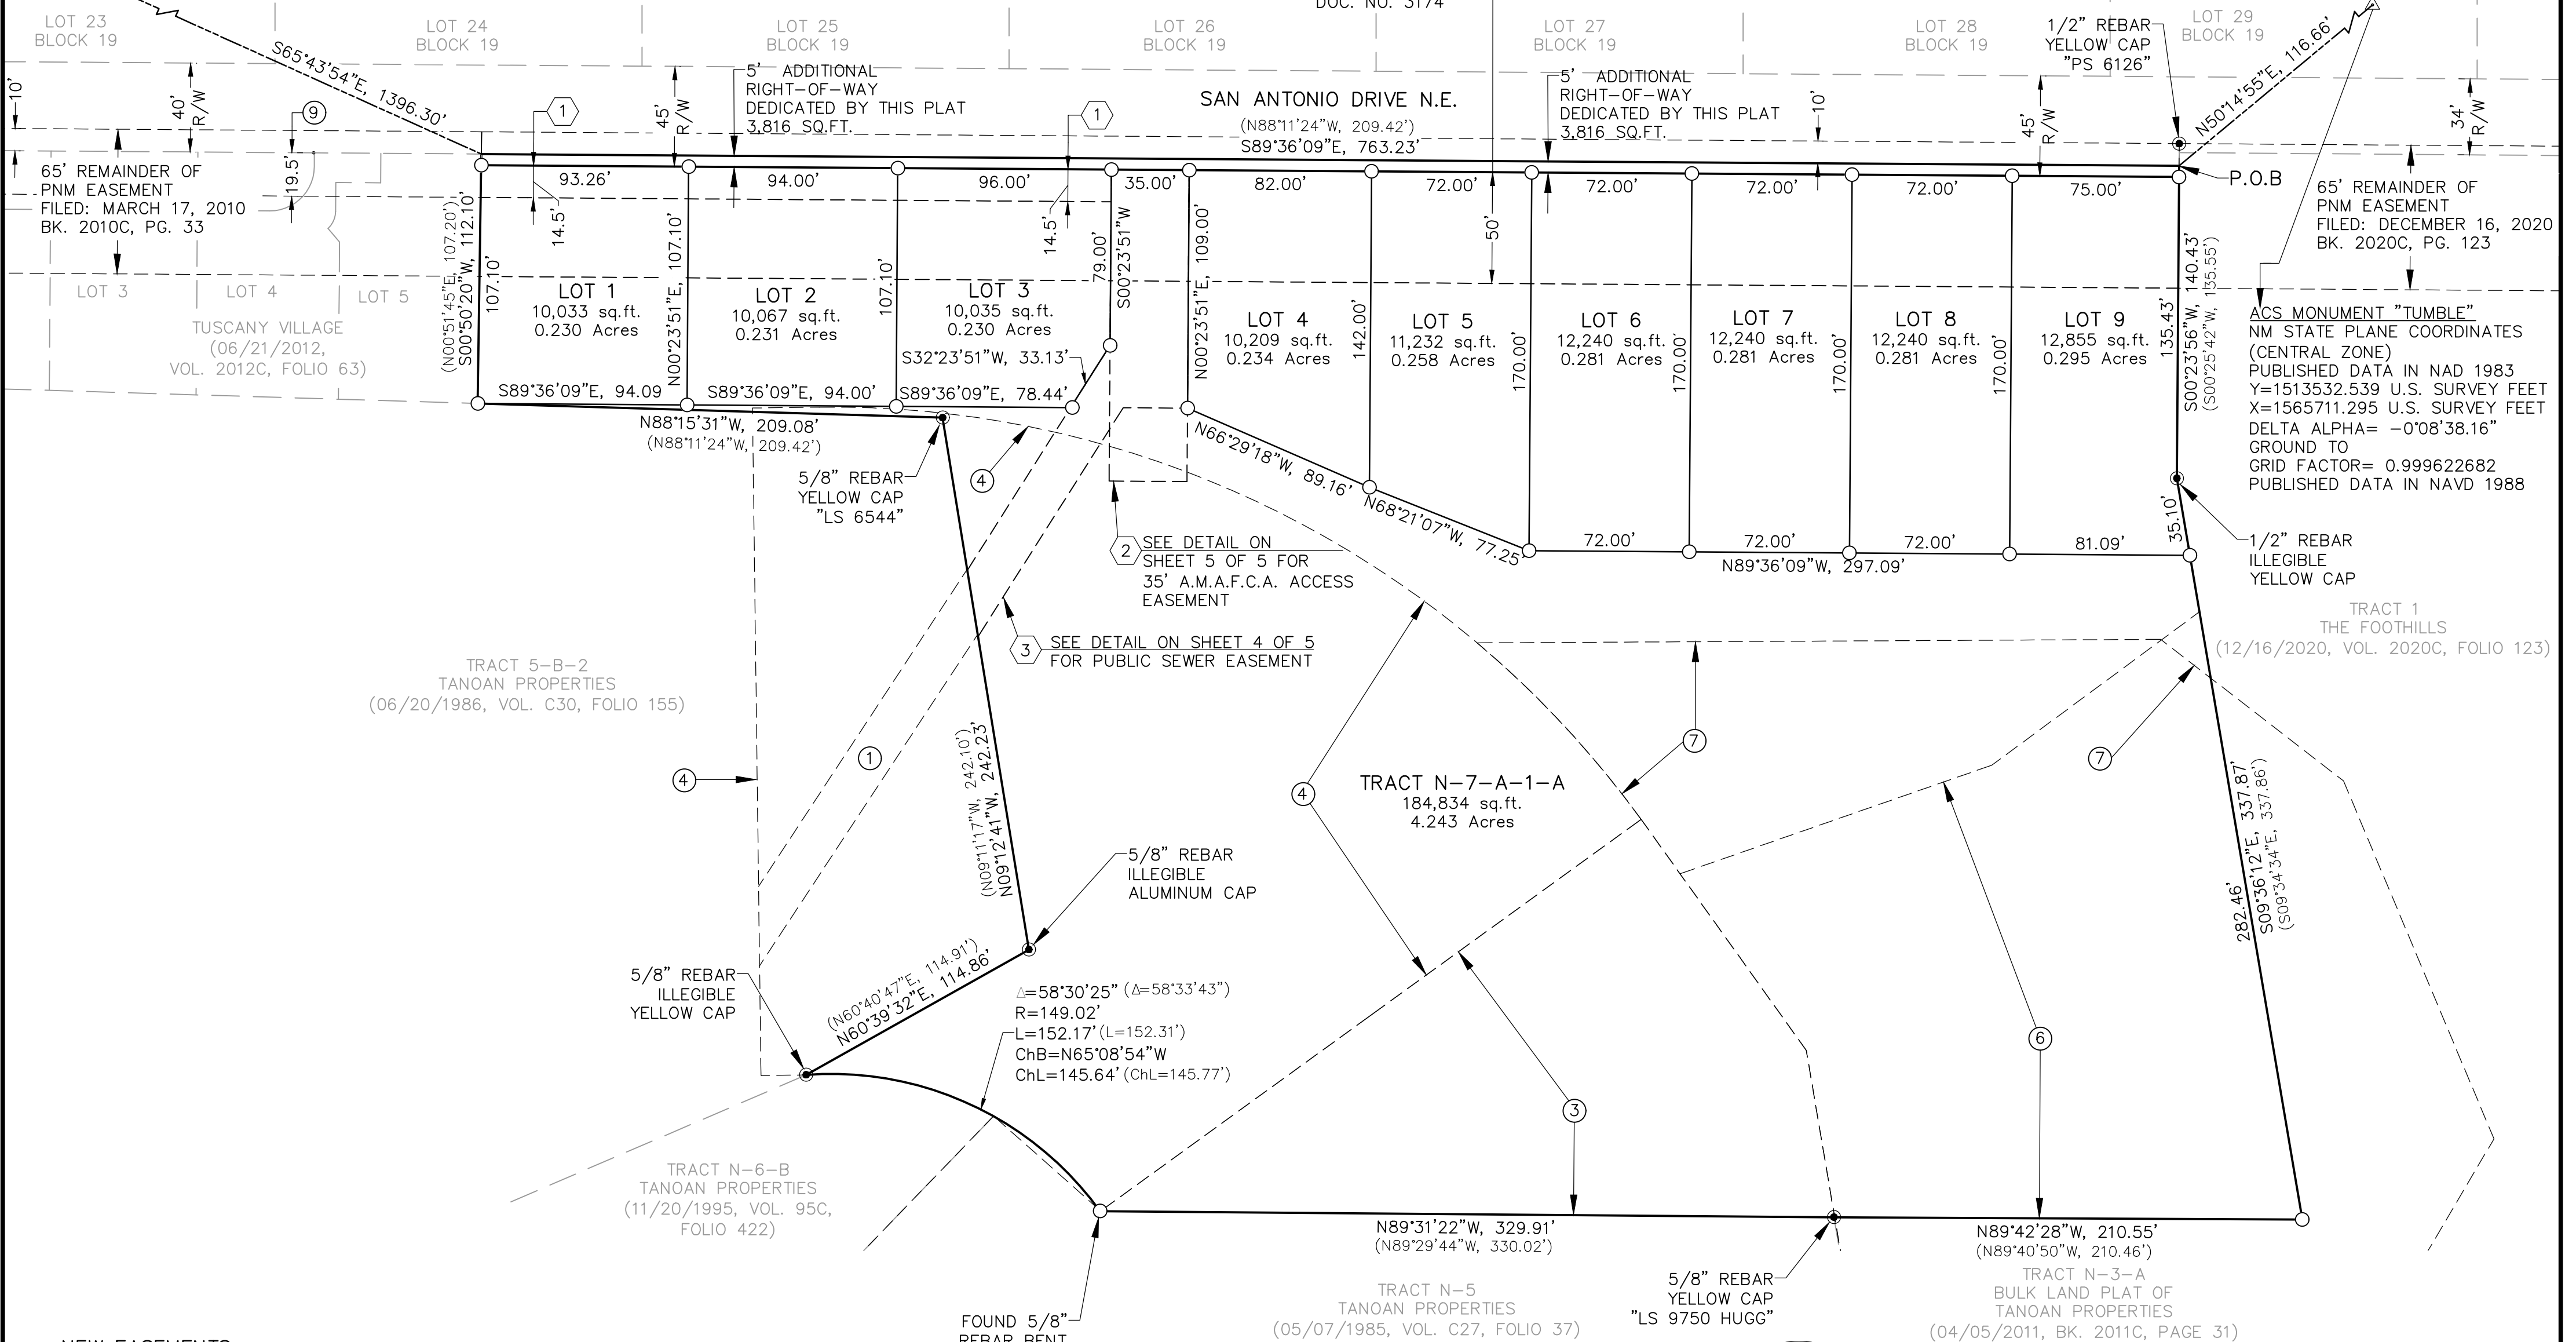 DOC. NO. 3174
LOT 23
BLOCK 19
LOT 24
BLOCK 19
LOT 25
BLOCK 19
LOT 26
BLOCK 19
LOT 27
BLOCK 19
LOT 28
BLOCK 19
LOT 29
BLOCK 19
1/2" REBAR
YELLOW CAP
"PS 6126"
N50°14'55"E, 116.66'
S65°43'54"E, 1396.30'
10'
40'
R/W
9
19.5'
1
14.5'
45'
R/W
5' ADDITIONAL
RIGHT-OF-WAY
DEDICATED BY THIS PLAT
3,816 SQ.FT.
1
14.5'
SAN ANTONIO DRIVE N.E.
(N88°11'24"W, 209.42')
S89°36'09"E, 763.23'
5' ADDITIONAL
RIGHT-OF-WAY
DEDICATED BY THIS PLAT
3,816 SQ.FT.
10'
45'
R/W
34'
R/W
65' REMAINDER OF
PNM EASEMENT
FILED: MARCH 17, 2010
BK. 2010C, PG. 33
P.O.B
65' REMAINDER OF
PNM EASEMENT
FILED: DECEMBER 16, 2020
BK. 2020C, PG. 123
93.26'
94.00'
96.00'
35.00'
82.00'
72.00'
72.00'
72.00'
72.00'
75.00'
50'
LOT 3
LOT 4
LOT 5
TUSCANY VILLAGE
(06/21/2012,
VOL. 2012C, FOLIO 63)
(N00°51'45"E, 107.20')
S00°50'20"W, 112.10'
107.10'
LOT 1
10,033 sq.ft.
0.230 Acres
N00°23'51"E, 107.10'
LOT 2
10,067 sq.ft.
0.231 Acres
107.10'
LOT 3
10,035 sq.ft.
0.230 Acres
79.00'
S00°23'51"W
S32°23'51"W, 33.13'
N00°23'51"E, 109.00'
LOT 4
10,209 sq.ft.
0.234 Acres
142.00'
LOT 5
11,232 sq.ft.
0.258 Acres
170.00'
LOT 6
12,240 sq.ft.
0.281 Acres
170.00'
LOT 7
12,240 sq.ft.
0.281 Acres
170.00'
LOT 8
12,240 sq.ft.
0.281 Acres
170.00'
LOT 9
12,855 sq.ft.
0.295 Acres
135.43'
S00°23'56"W, 140.43'
(S00°25'42"W, 135.55')
ACS MONUMENT "TUMBLE"
NM STATE PLANE COORDINATES
(CENTRAL ZONE)
PUBLISHED DATA IN NAD 1983
Y=1513532.539 U.S. SURVEY FEET
X=1565711.295 U.S. SURVEY FEET
DELTA ALPHA= -0°08'38.16"
GROUND TO
GRID FACTOR= 0.999622682
PUBLISHED DATA IN NAVD 1988
S89°36'09"E, 94.09
S89°36'09"E, 94.00'
S89°36'09"E, 78.44'
N88°15'31"W, 209.08'
(N88°11'24"W, 209.42')
5/8" REBAR
YELLOW CAP
"LS 6544"
4
N66°29'18"W, 89.16'
N68°21'07"W, 77.25'
72.00'
72.00'
72.00'
81.09'
N89°36'09"W, 297.09'
35.10'
1/2" REBAR
ILLEGIBLE
YELLOW CAP
2
SEE DETAIL ON
SHEET 5 OF 5 FOR
35' A.M.A.F.C.A. ACCESS
EASEMENT
3
SEE DETAIL ON SHEET 4 OF 5
FOR PUBLIC SEWER EASEMENT
TRACT 1
THE FOOTHILLS
(12/16/2020, VOL. 2020C, FOLIO 123)
TRACT 5-B-2
TANOAN PROPERTIES
(06/20/1986, VOL. C30, FOLIO 155)
4
1
(N09°11'17"W, 242.10')
N09°12'41"W, 242.23'
4
7
7
TRACT N-7-A-1-A
184,834 sq.ft.
4.243 Acres
282.46'
S09°36'12"E, 337.87'
(S09°34'34"E, 337.86')
5/8" REBAR
ILLEGIBLE
ALUMINUM CAP
5/8" REBAR
ILLEGIBLE
YELLOW CAP
(N60°40'47"E, 114.91')
N60°39'32"E, 114.86'
Δ=58°30'25" (Δ=58°33'43")
R=149.02'
L=152.17' (L=152.31')
ChB=N65°08'54"W
ChL=145.64' (ChL=145.77')
6
3
TRACT N-6-B
TANOAN PROPERTIES
(11/20/1995, VOL. 95C,
FOLIO 422)
N89°31'22"W, 329.91'
(N89°29'44"W, 330.02')
N89°42'28"W, 210.55'
(N89°40'50"W, 210.46')
5/8" REBAR
YELLOW CAP
"LS 9750 HUGG"
TRACT N-5
TANOAN PROPERTIES
(05/07/1985, VOL. C27, FOLIO 37)
TRACT N-3-A
BULK LAND PLAT OF
TANOAN PROPERTIES
(04/05/2011, BK. 2011C, PAGE 31)
FOUND 5/8"
REBAR BENT
NEW EASEMENTS